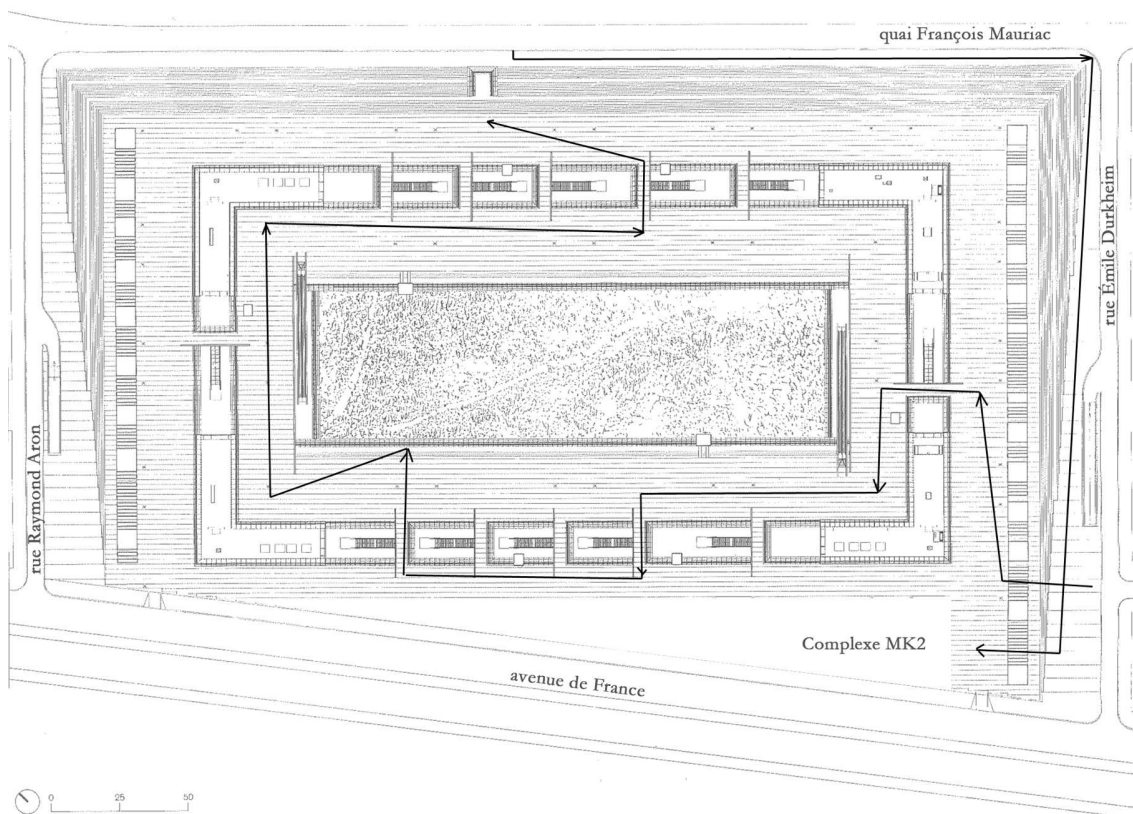 quai François Mauriac
rue Émile Durkheim
rue Raymond Aron
Complexe MK2
avenue de France
0 25 50